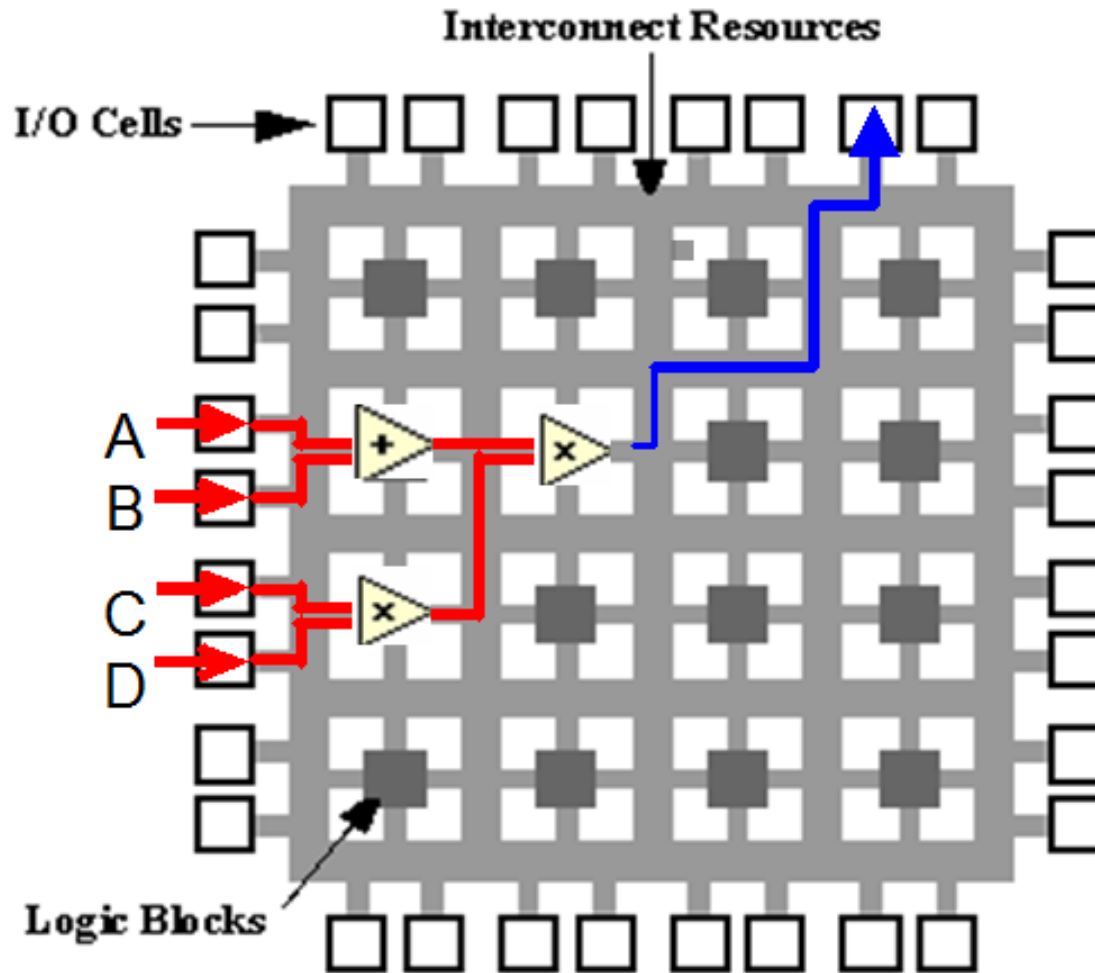 Interconnect Resources
I/O Cells
A
+
×
B
C
×
D
Logic Blocks